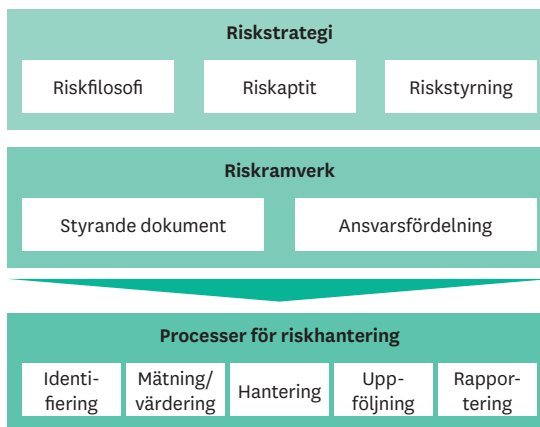 Riskstrategi
Riskfilosofi
Riskaptit
Riskstyrning
Riskramverk
Styrande dokument
Ansvarsfördelning
Processer för riskhantering
Identi-
fiering
Mätning/
värdering
Hantering
Upp-
följning
Rappor-
tering